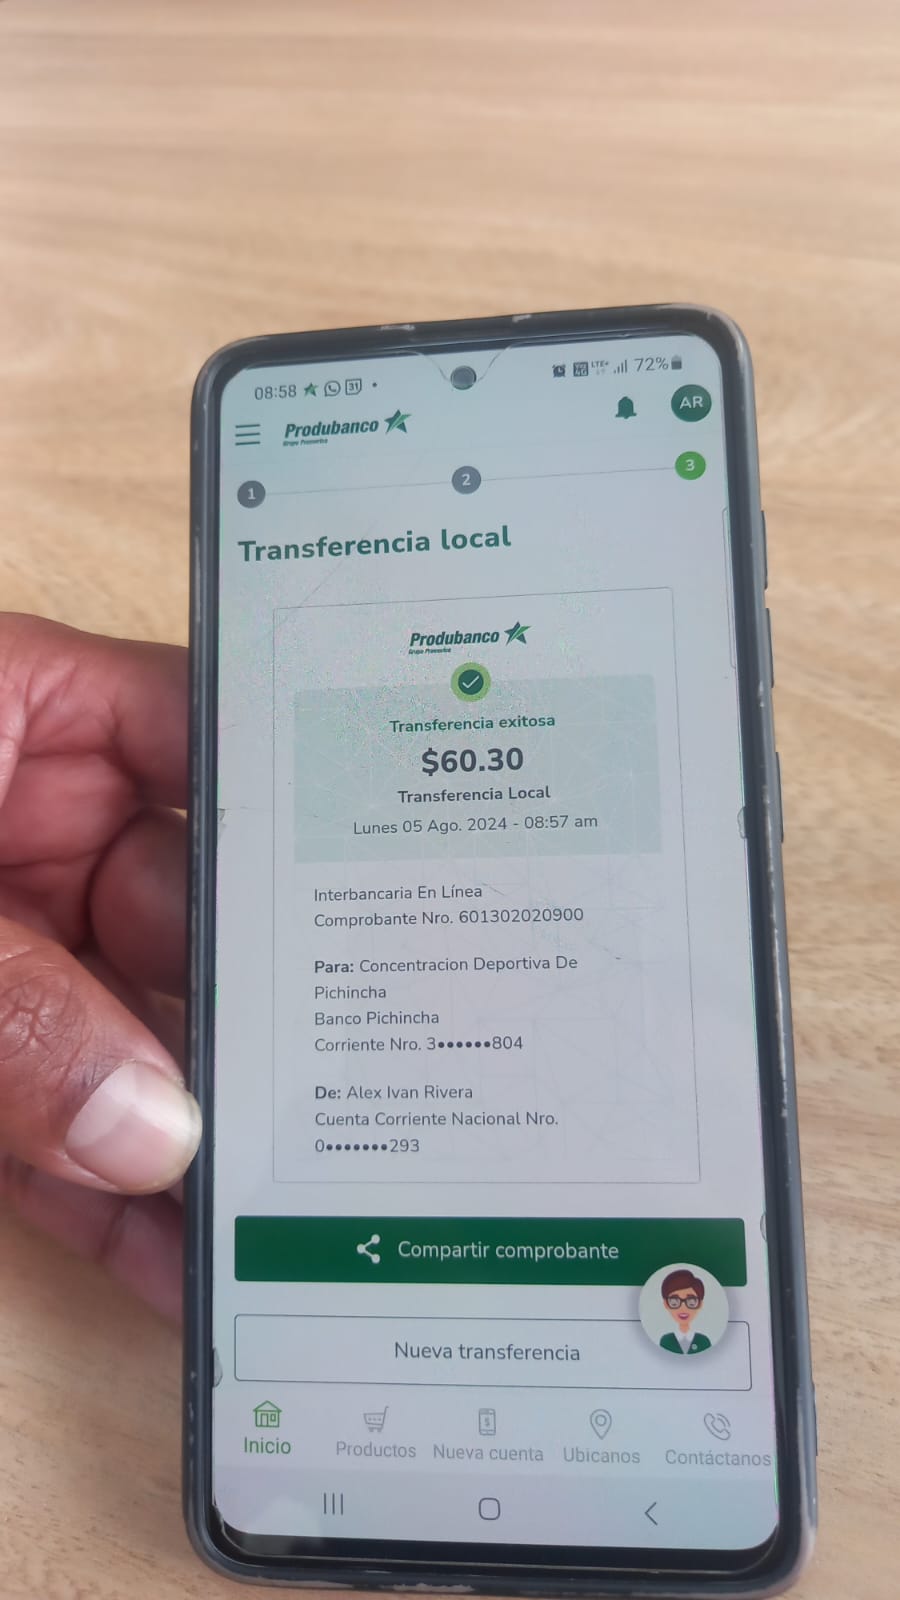 08:58 31 LTE+ 72%
Produbanco AR
Grupo Promerica
1 2 3
Transferencia local
Produbanco
Grupo Promerica
Transferencia exitosa
$60.30
Transferencia Local
Lunes 05 Ago. 2024 - 08:57 am
Interbancaria En Línea
Comprobante Nro. 601302020900
Para: Concentracion Deportiva De
Pichincha
Banco Pichincha
Corriente Nro. 3••••••804
De: Alex Ivan Rivera
Cuenta Corriente Nacional Nro.
0•••••••293
Compartir comprobante
Nueva transferencia
Inicio Productos Nueva cuenta Ubicanos Contáctanos